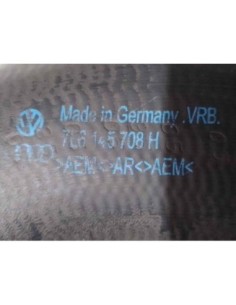 Made in Germany .VRB.
7L6 145 708 H
>AEM<>AR<>AEM<